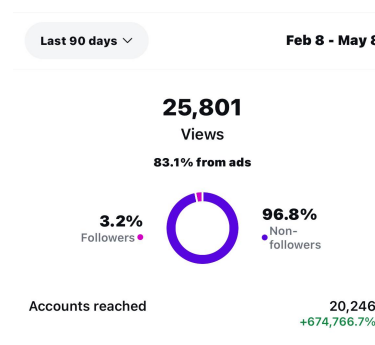 Last 90 days
Feb 8 - May 8
25,801
Views
83.1% from ads
3.2%
Followers
96.8%
Non-
followers
Accounts reached
20,246
+674,766.7%